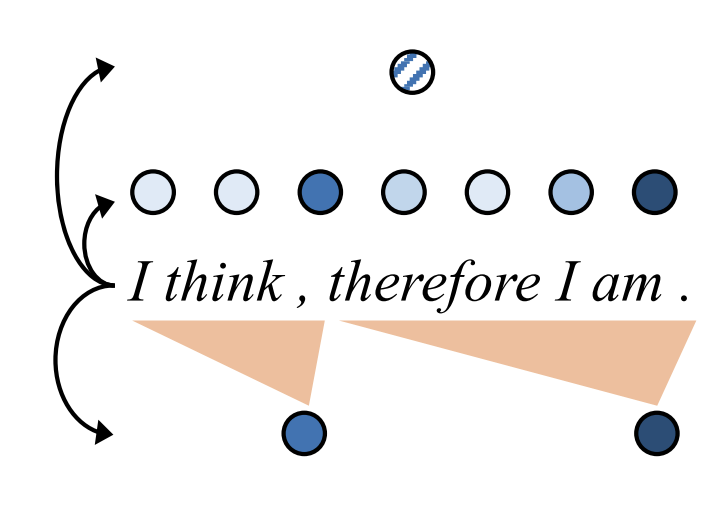 I think , therefore I am .